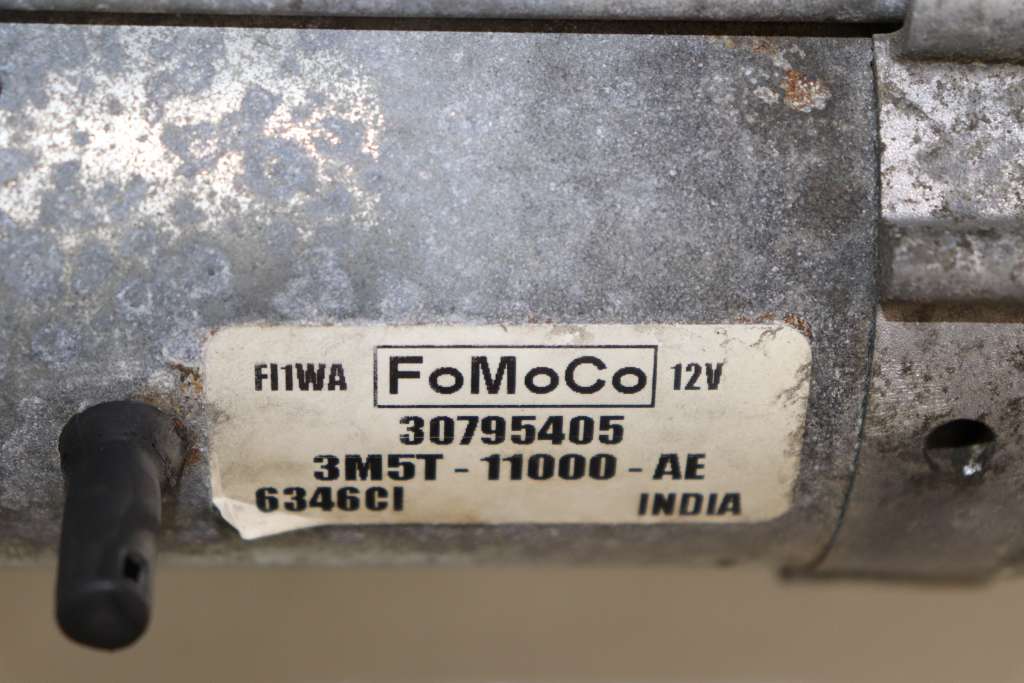 FI1WA FoMoCo 12V
30795405
3M5T - 11000 - AE
6346CI INDIA